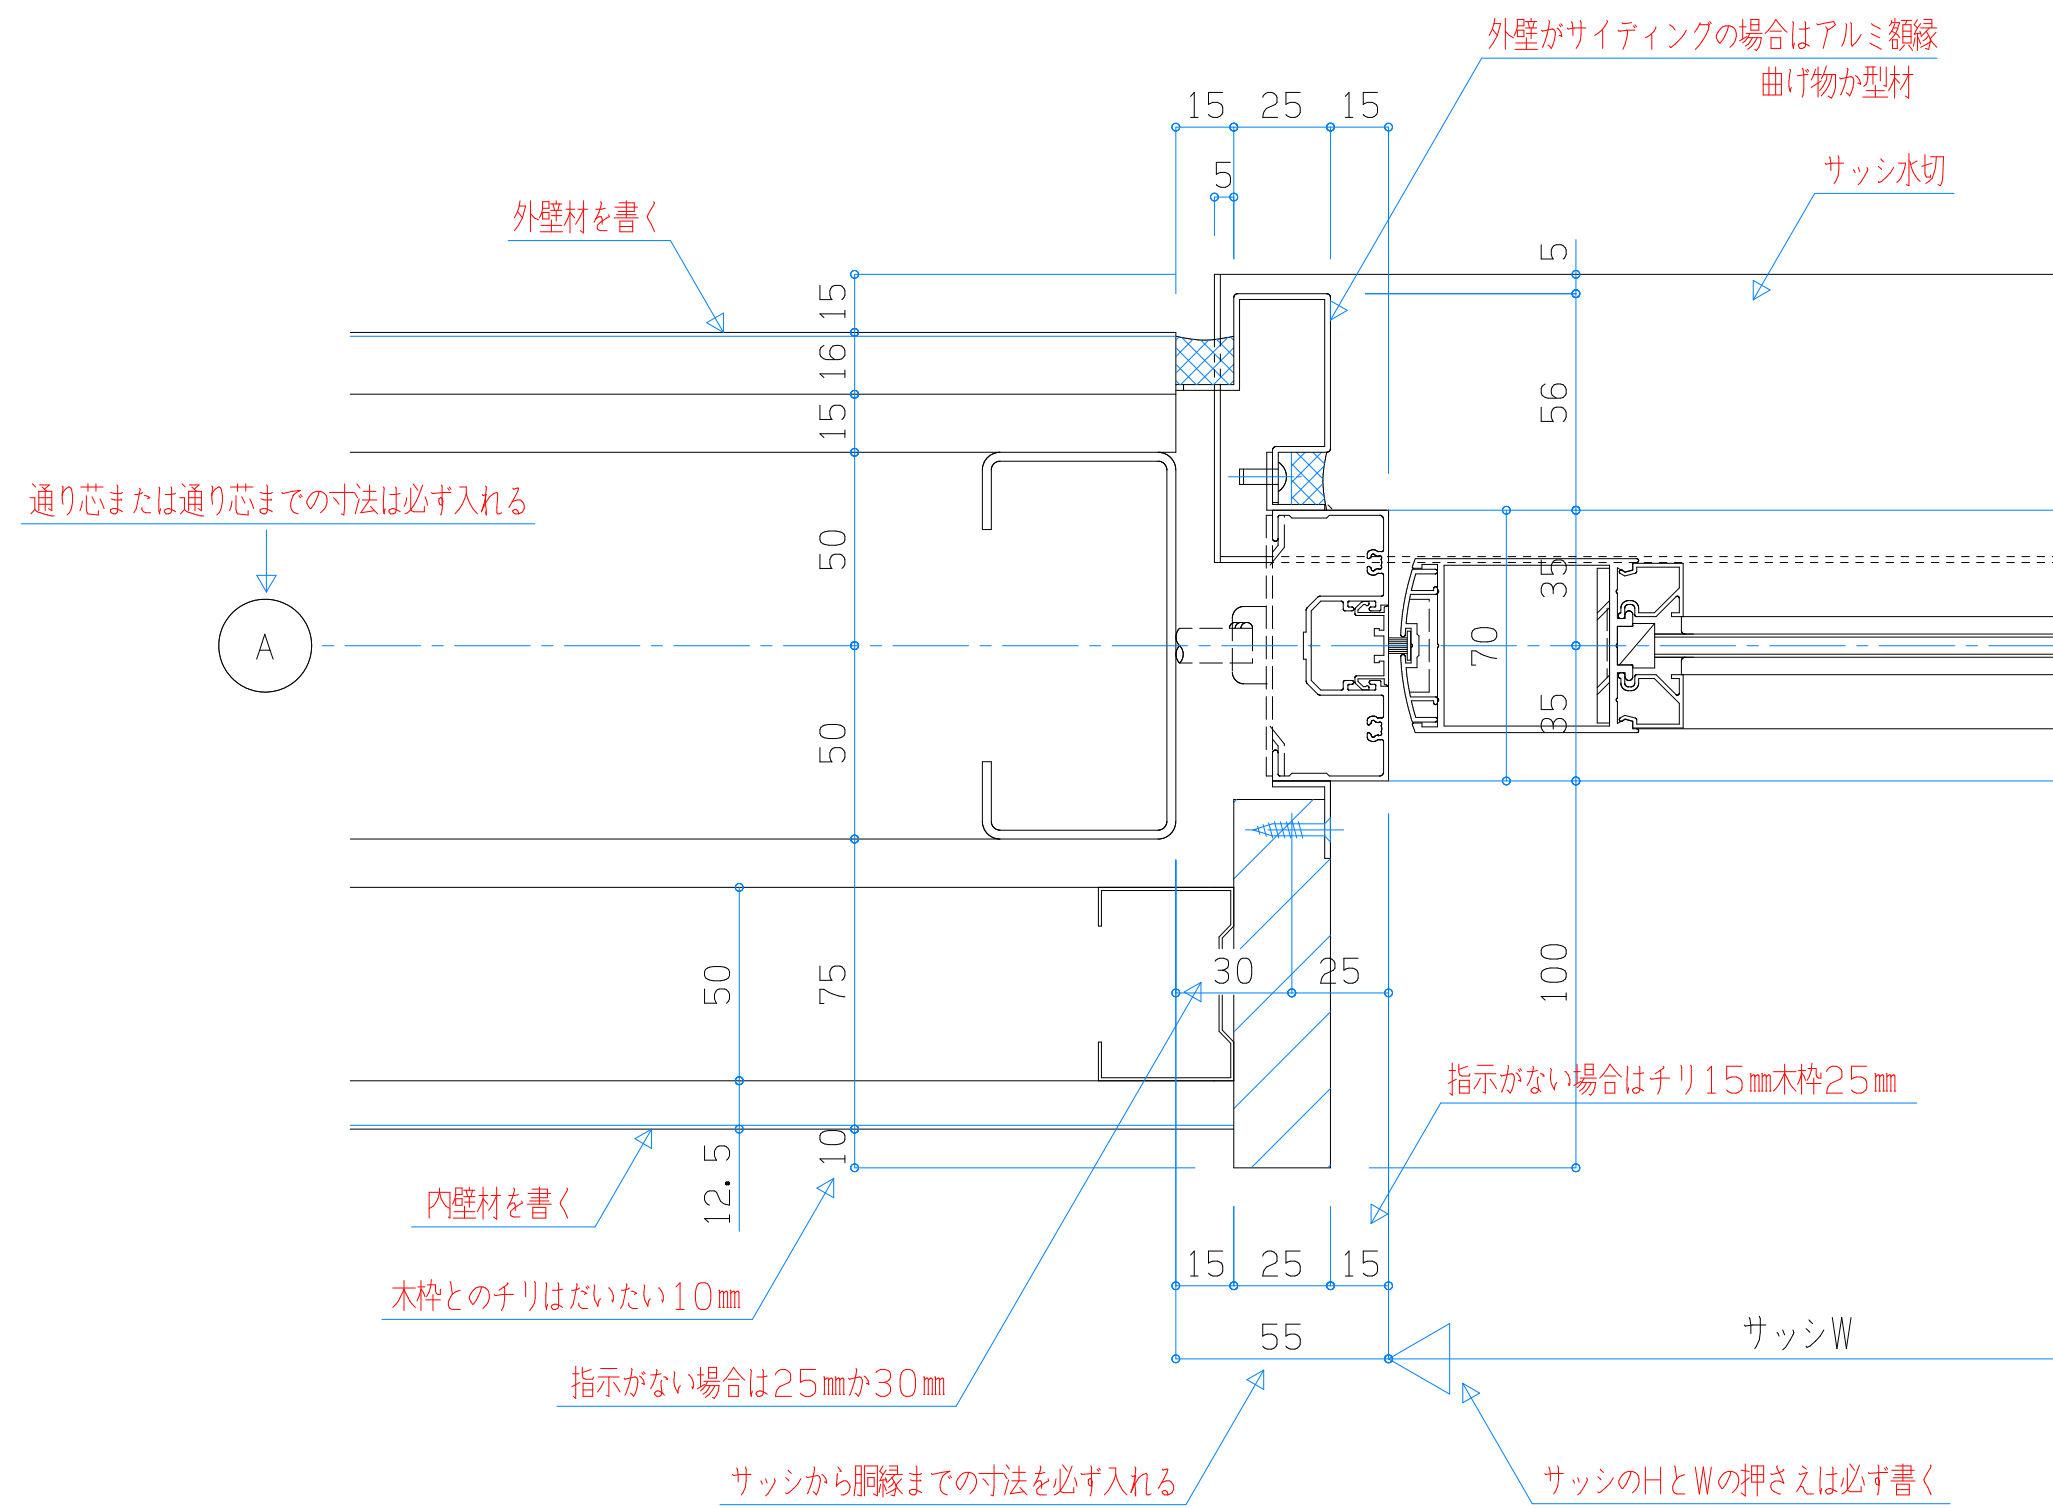 外壁がサイディングの場合はアルミ額縁
曲げ物か型材
15 25 15
5
サッシ水切
外壁材を書く
5
15
16
56
15
通り芯または通り芯までの寸法は必ず入れる
50
35
A
70
50
35
30 25
50
75
100
指示がない場合はチリ15㎜木枠25㎜
10
12.5
内壁材を書く
15 25 15
木枠とのチリはだいたい10㎜
55
サッシW
指示がない場合は25㎜か30㎜
サッシから胴縁までの寸法を必ず入れる
サッシのHとWの押さえは必ず書く